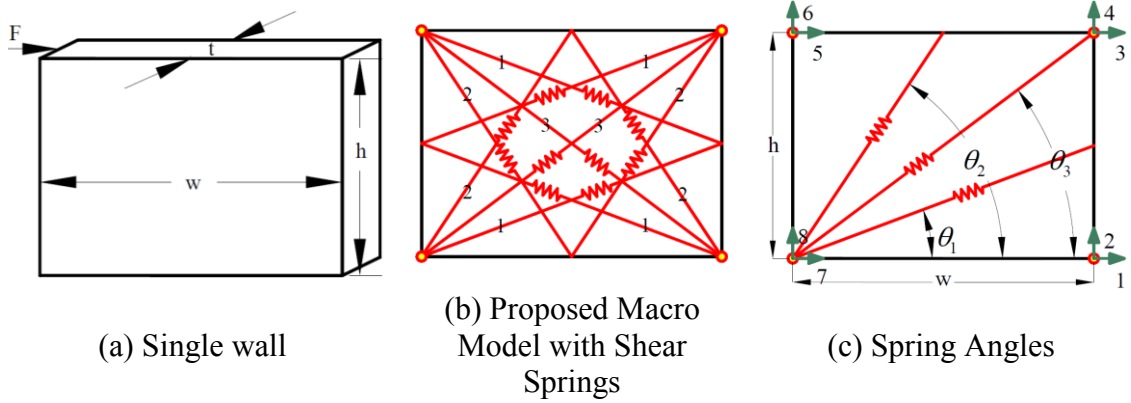 F
t
h
w
(a) Single wall
1
1
2
2
3
3
2
2
1
1
(b) Proposed Macro
Model with Shear
Springs
6
4
5
3
h
θ2
θ3
8
θ1
2
7
w
1
(c) Spring Angles